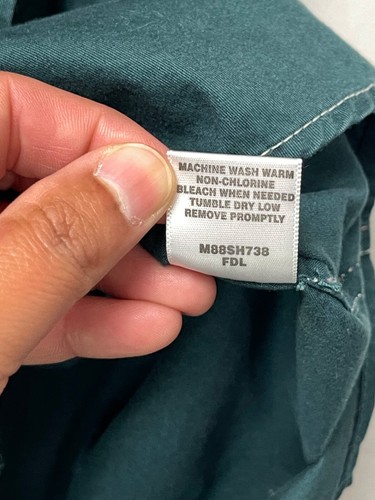 MACHINE WASH WARM
NON-CHLORINE
BLEACH WHEN NEEDED
TUMBLE DRY LOW
REMOVE PROMPTLY
M88SH738
FDL